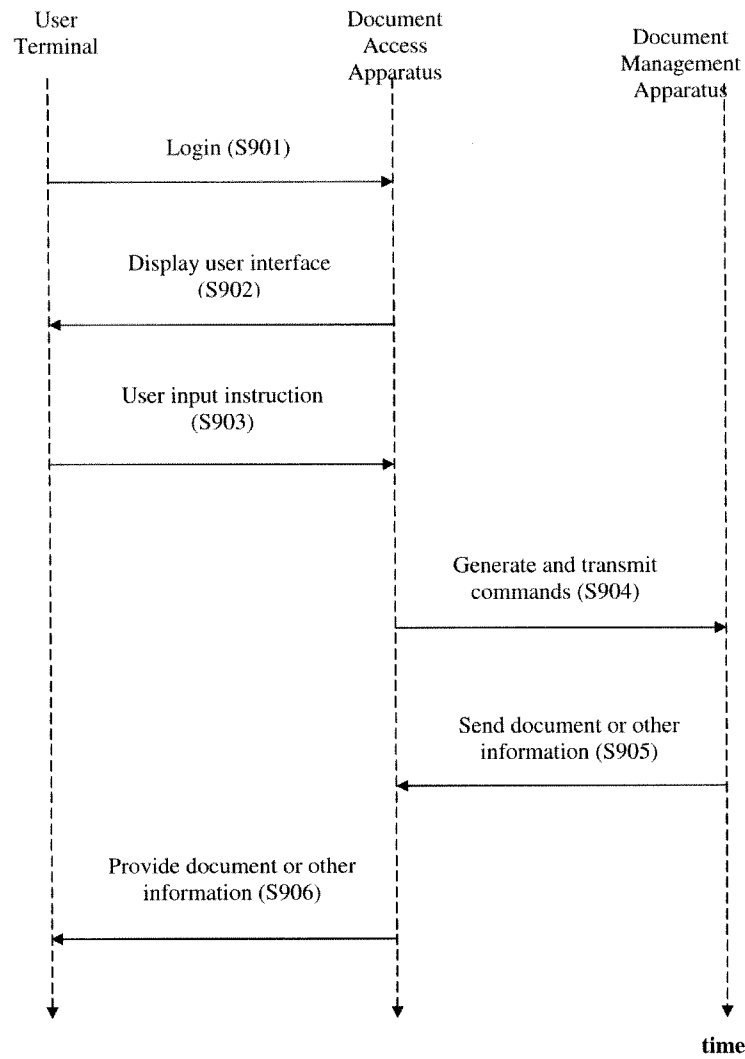 User
Terminal
Document
Access
Apparatus
Document
Management
Apparatus
Login (S901)
Display user interface
(S902)
User input instruction
(S903)
Generate and transmit
commands (S904)
Send document or other
information (S905)
Provide document or other
information (S906)
time